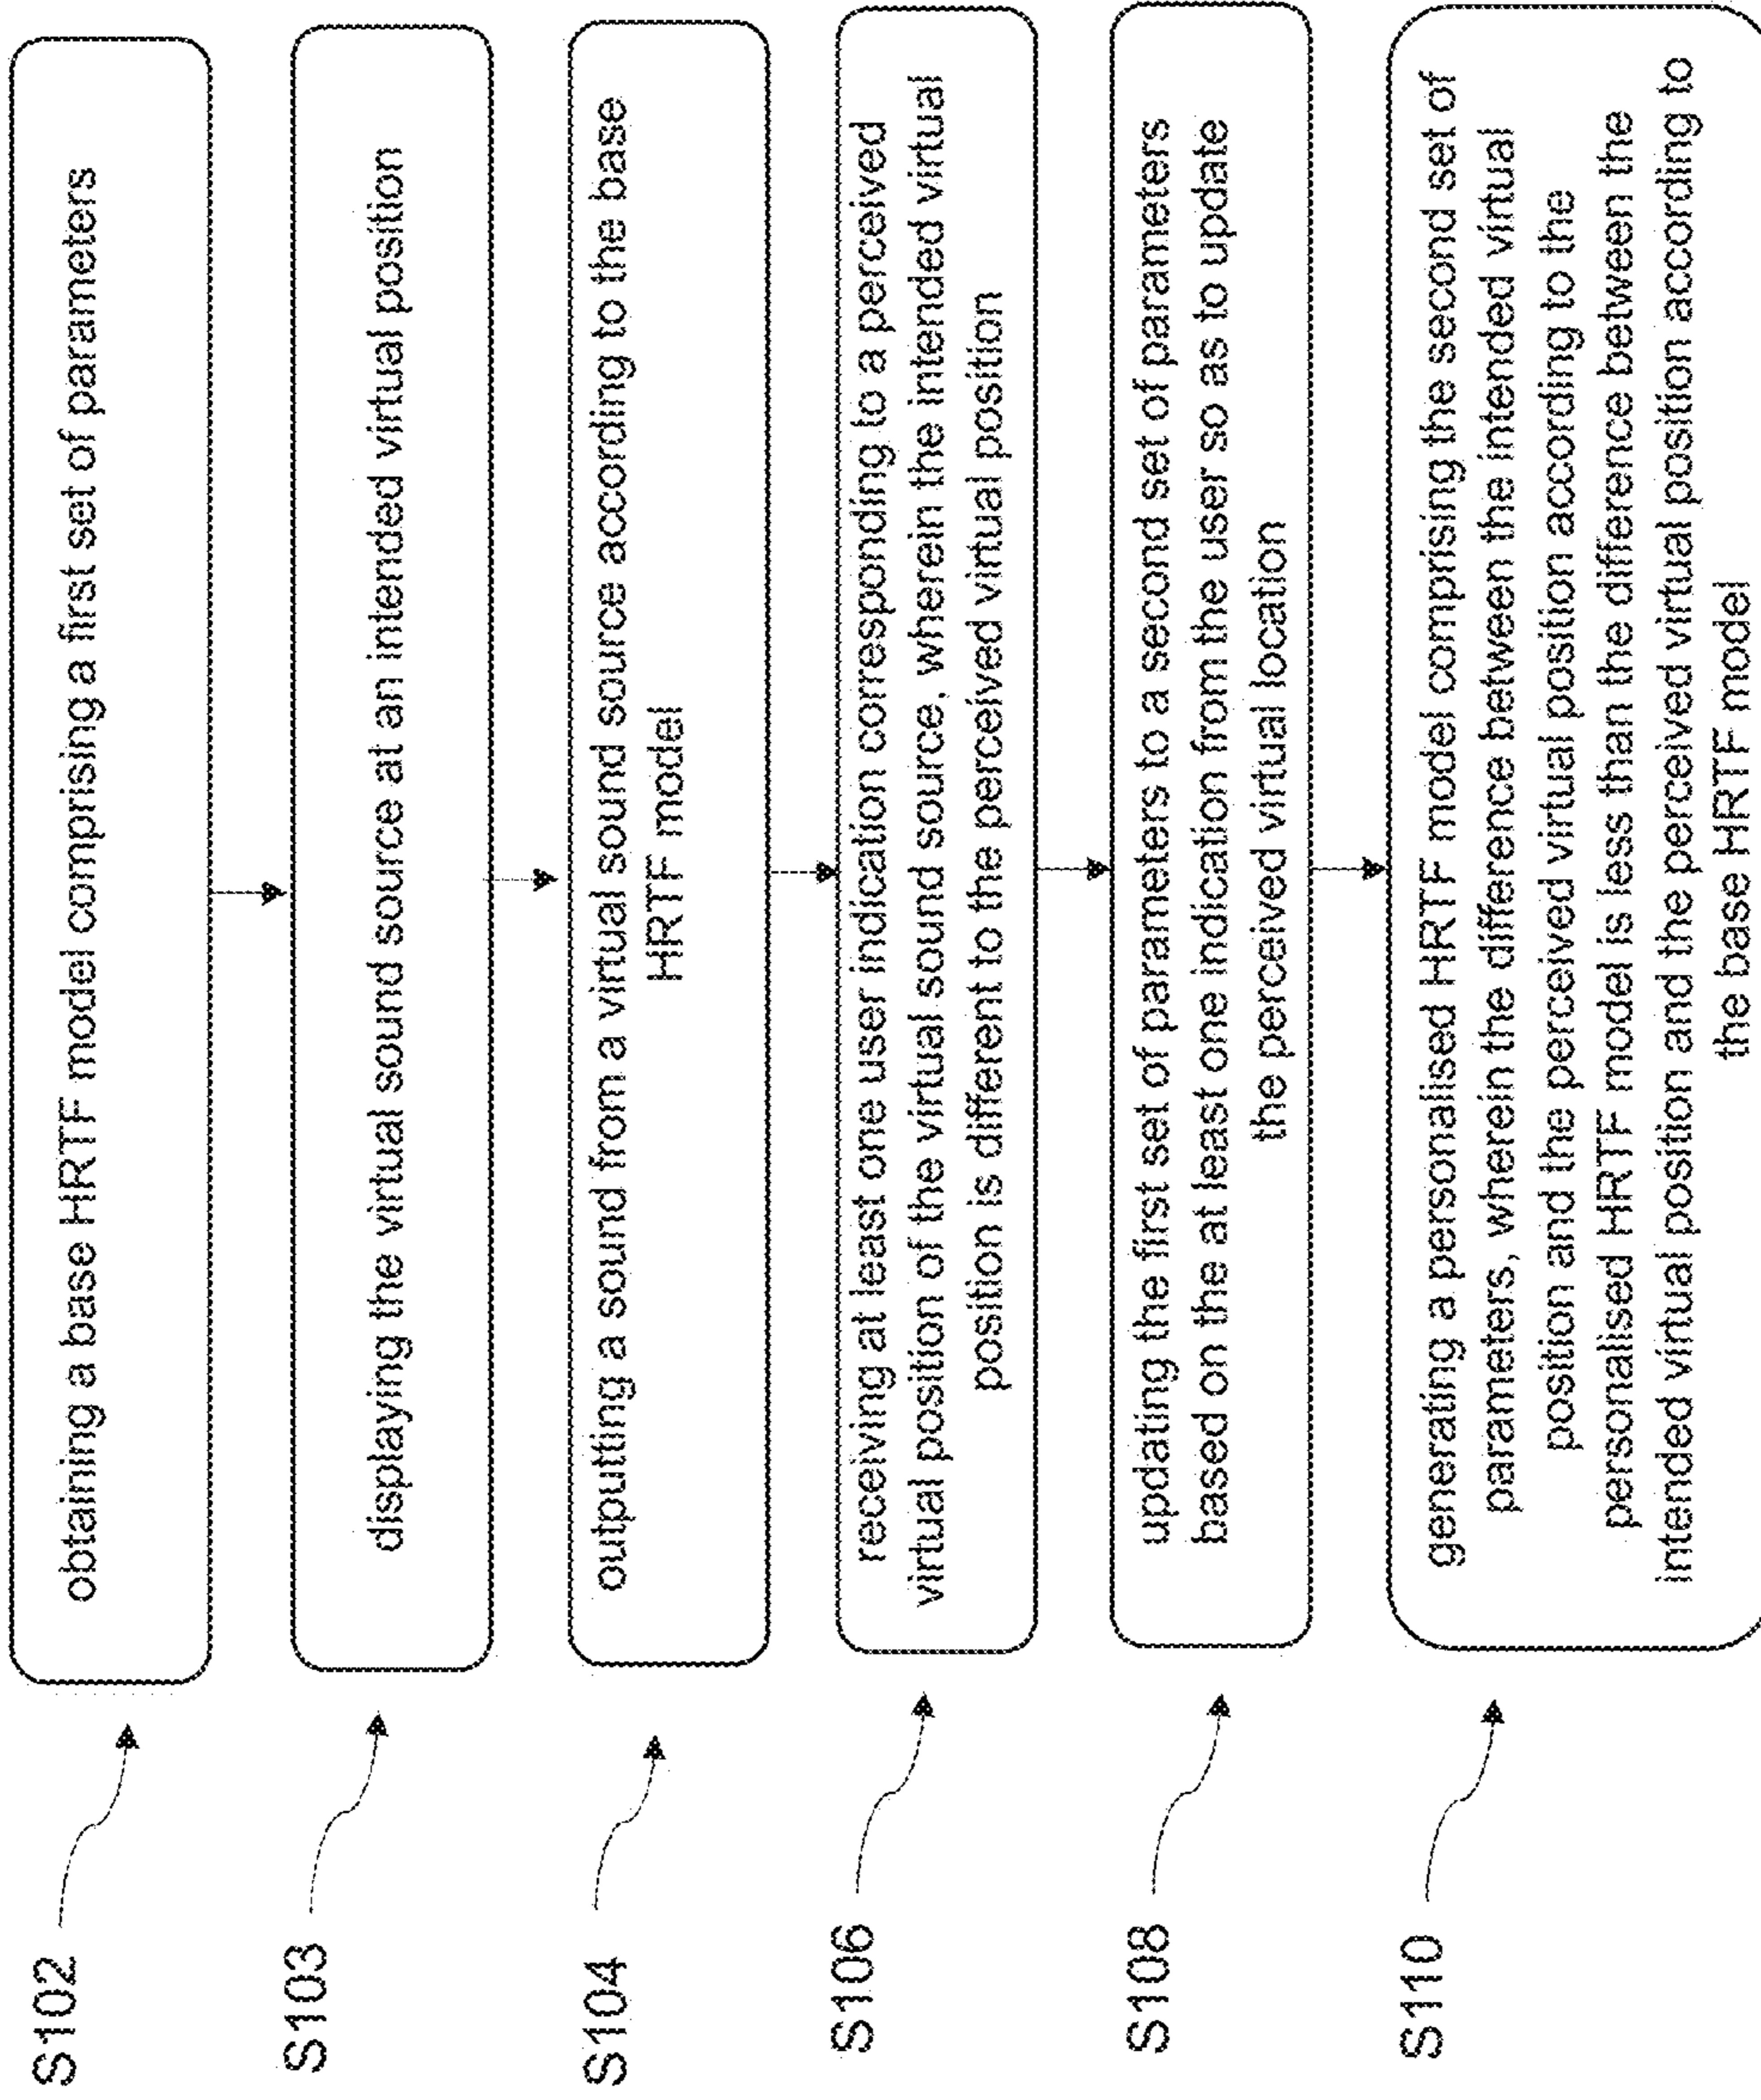 S102
obtaining a base HRTF model comprising a first set of parameters
S103
displaying the virtual sound source at an intended virtual position
S104
outputting a sound from a virtual sound source according to the base
HRTF model
S106
receiving at least one user indication corresponding to a perceived
virtual position of the virtual sound source, wherein the intended virtual
position is different to the perceived virtual position
S108
updating the first set of parameters to a second set of parameters
based on the at least one indication from the user so as to update
the perceived virtual location
S110
generating a personalised HRTF model comprising the second set of
parameters, wherein the difference between the intended virtual
position and the perceived virtual position according to the
personalised HRTF model is less than the difference between the
intended virtual position and the perceived virtual position according to
the base HRTF model